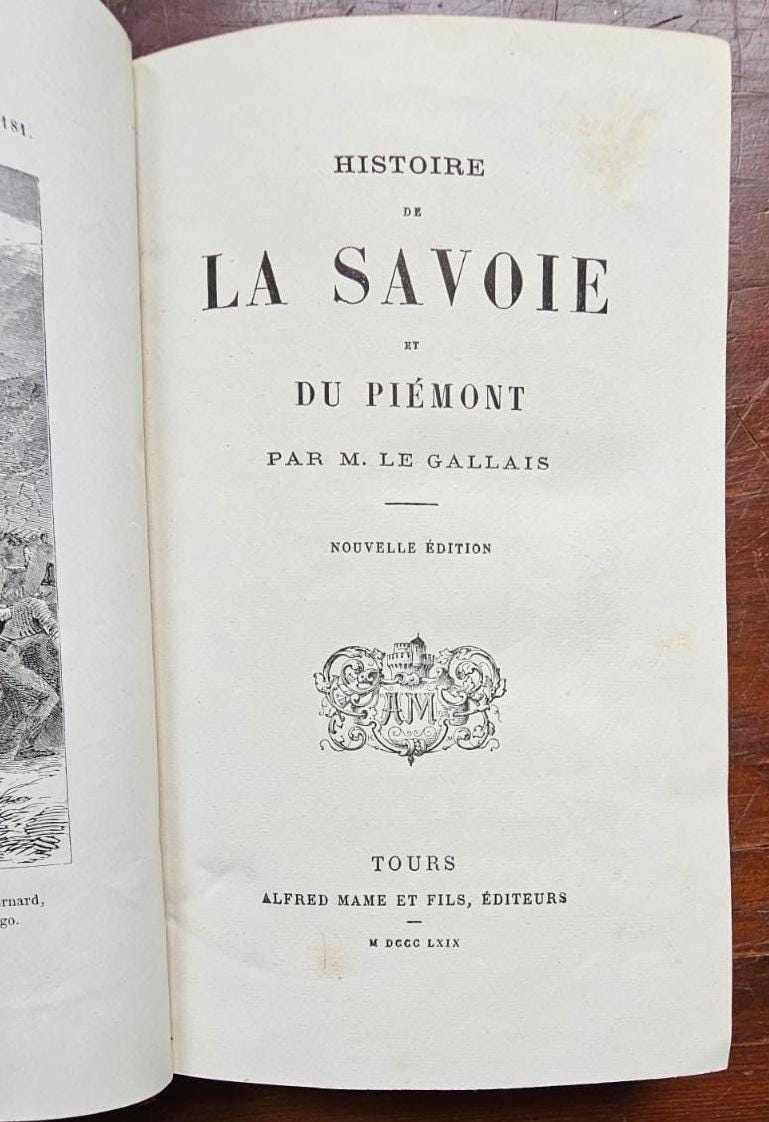 181.
rnard,
go.
HISTOIRE
DE
LA SAVOIE
ET
DU PIÉMONT
PAR M. LE GALLAIS
NOUVELLE ÉDITION
AM
TOURS
ALFRED MAME ET FILS, ÉDITEURS
M DCCC LXIX